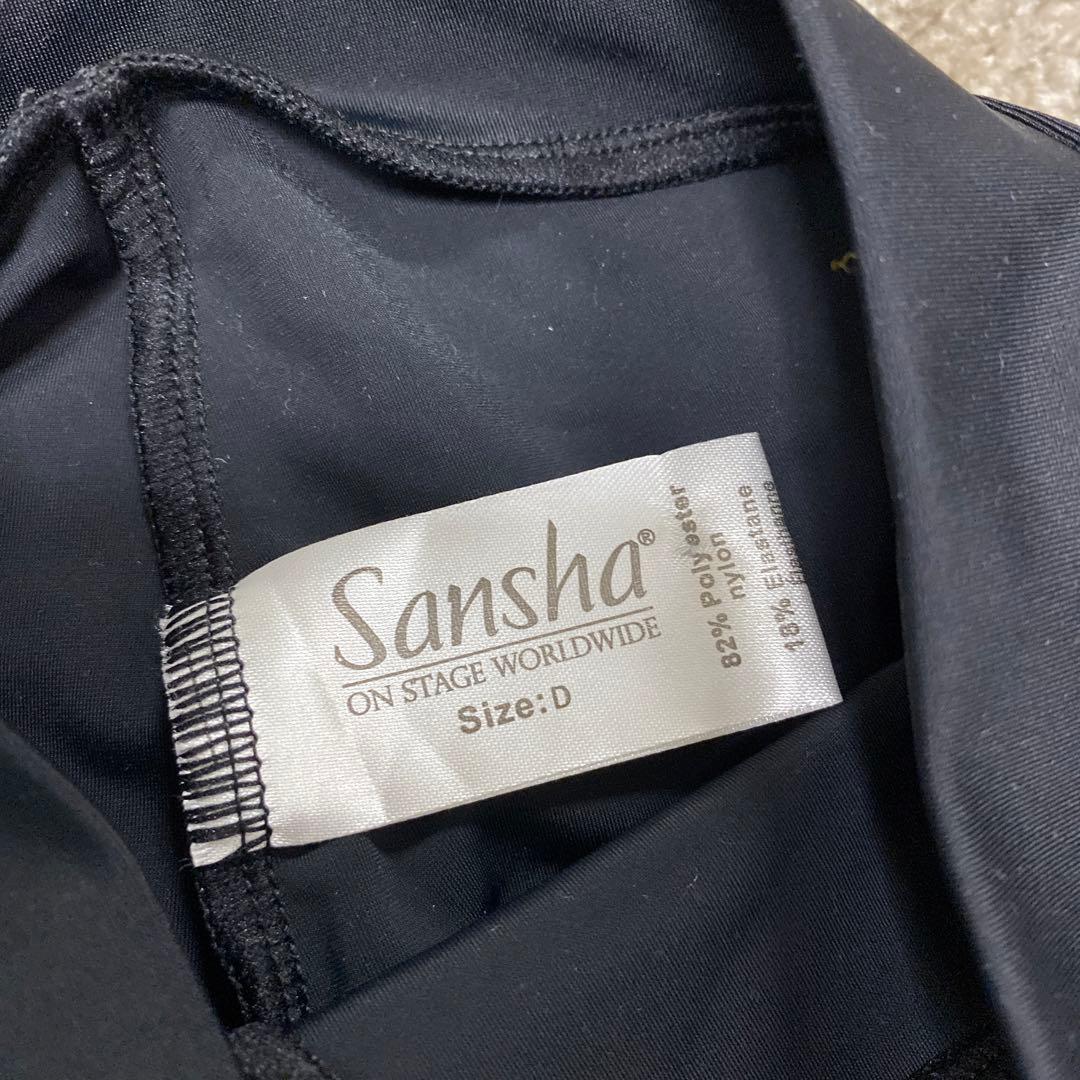 Sansha®
ON STAGE WORLDWIDE
Size: D
82% Polyester
nylon
18% Elastane